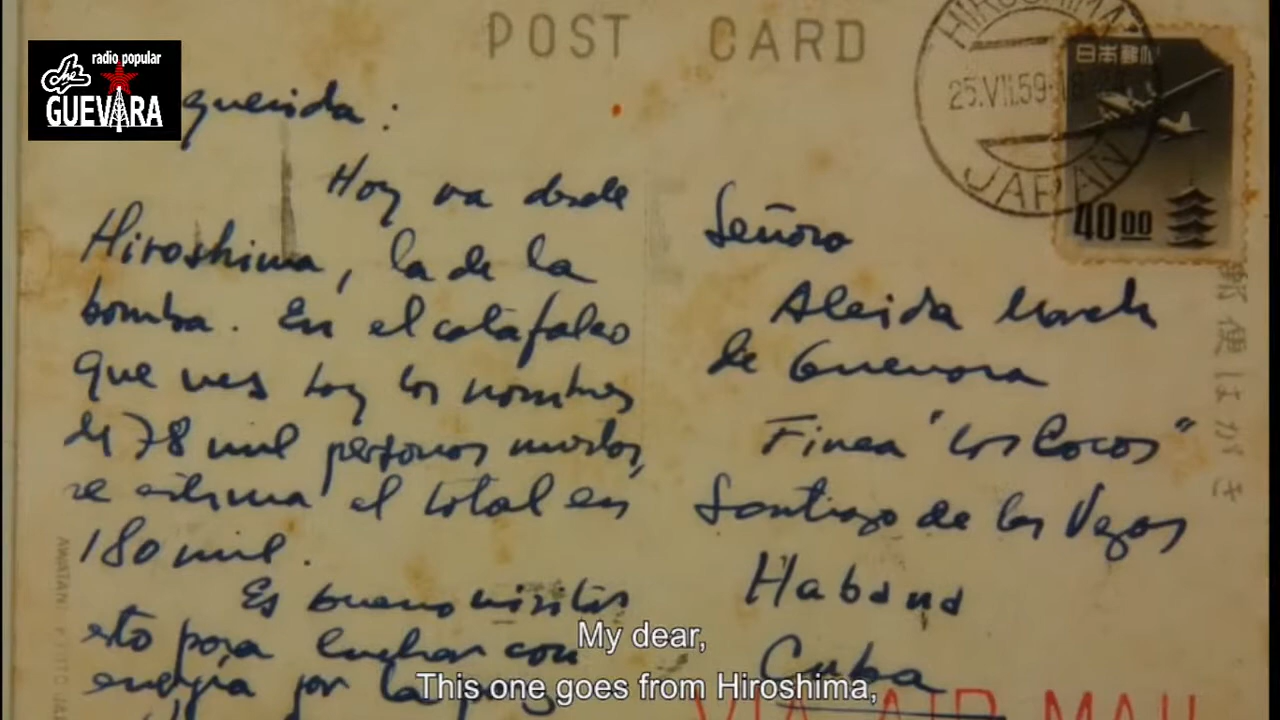 POST CARD
radio popular
Che
GUEVARA
querida:
Hoy va desde
Hiroshima, la de la
bomba. En el catafalco
que ves hay los nombres
de 78 mil personas muertas,
se estima el total en
180 mil.
Es bueno visitar
esto para luchar con
energía por la paz
HIROSHIMA
25.VII.59
JAPAN
日本郵便
4000
Señora
Aleida March
de Guevara
Finca "Los Cocos"
Santiago de las Vegas
Habana
Cuba
VIA AIR MAIL
郵便はがき
My dear,
This one goes from Hiroshima,